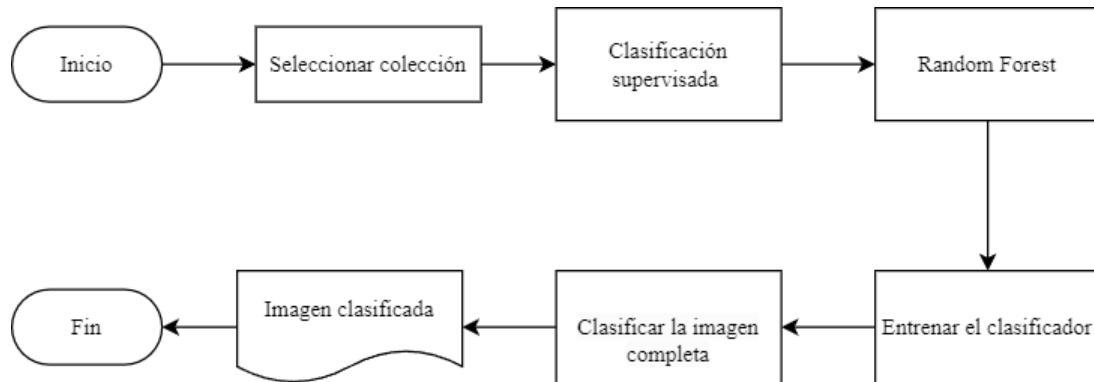 Inicio
Seleccionar colección
Clasificación
supervisada
Random Forest
Entrenar el clasificador
Clasificar la imagen
completa
Imagen clasificada
Fin